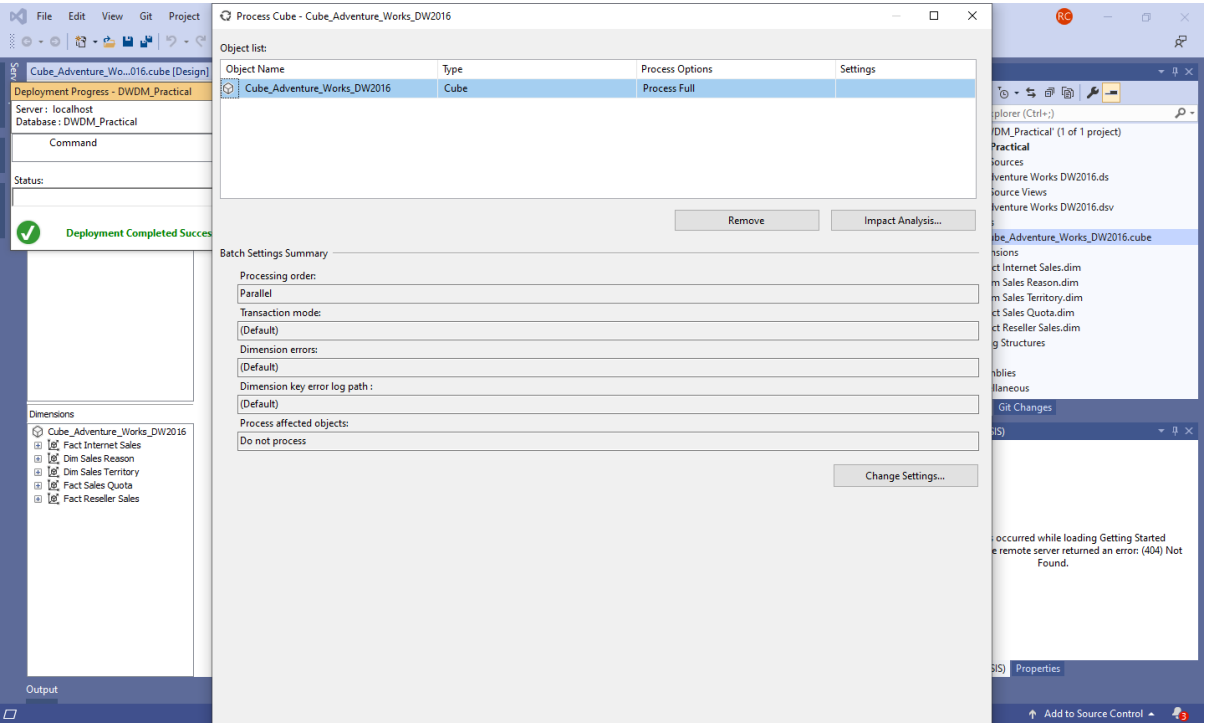 File Edit View Git Project
Process Cube - Cube_Adventure_Works_DW2016
RC
Object list:
Object Name Type Process Options Settings
Cube_Adventure_Works_DW2016 Cube Process Full
Remove Impact Analysis...
Batch Settings Summary
Processing order:
Parallel
Transaction mode:
(Default)
Dimension errors:
(Default)
Dimension key error log path :
(Default)
Process affected objects:
Do not process
Change Settings...
Cube_Adventure_Wo...016.cube [Design]
Deployment Progress - DWDM_Practical
Server : localhost
Database : DWDM_Practical
Command
Status:
Deployment Completed Succes
Dimensions
Cube_Adventure_Works_DW2016
Fact Internet Sales
Dim Sales Reason
Dim Sales Territory
Fact Sales Quota
Fact Reseller Sales
Output
plorer (Ctrl+;)
DM_Practical' (1 of 1 project)
Practical
ources
lventure Works DW2016.ds
ource Views
lventure Works DW2016.dsv
s
ube_Adventure_Works_DW2016.cube
nsions
ct Internet Sales.dim
m Sales Reason.dim
m Sales Territory.dim
ct Sales Quota.dim
ct Reseller Sales.dim
g Structures
mblies
llaneous
Git Changes
SIS)
occurred while loading Getting Started
e remote server returned an error: (404) Not
Found.
SIS) Properties
Add to Source Control
3